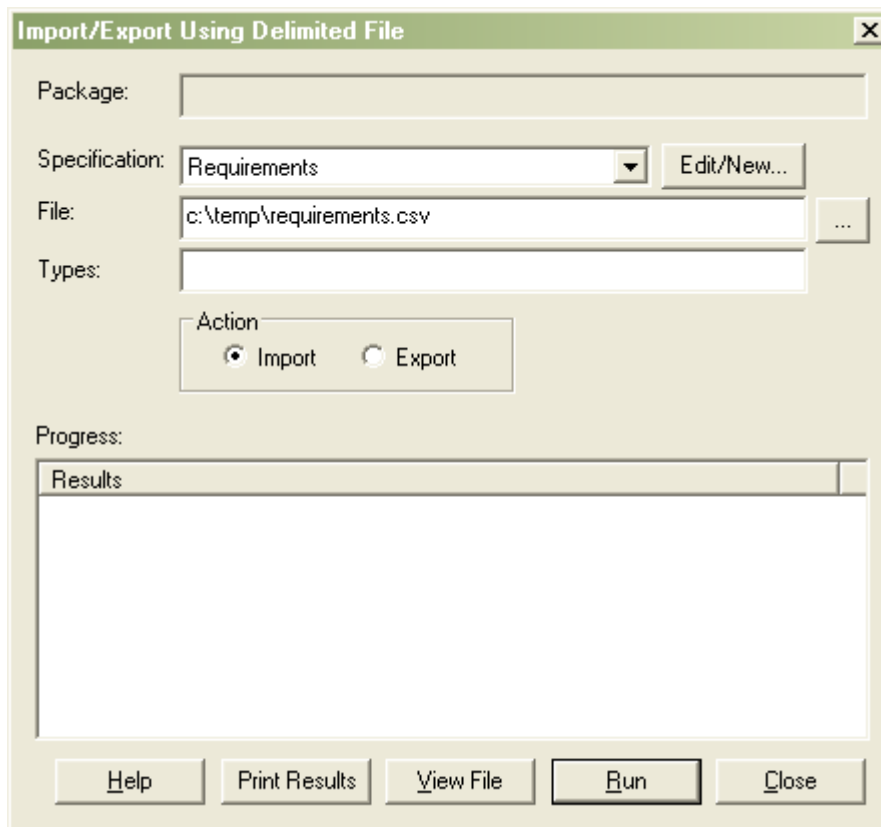 Import/Export Using Delimited File
Package:
Specification: Requirements Edit/New...
File: c:\temp\requirements.csv ...
Types:
Action
Import Export
Progress:
Results
Help Print Results View File Run Close